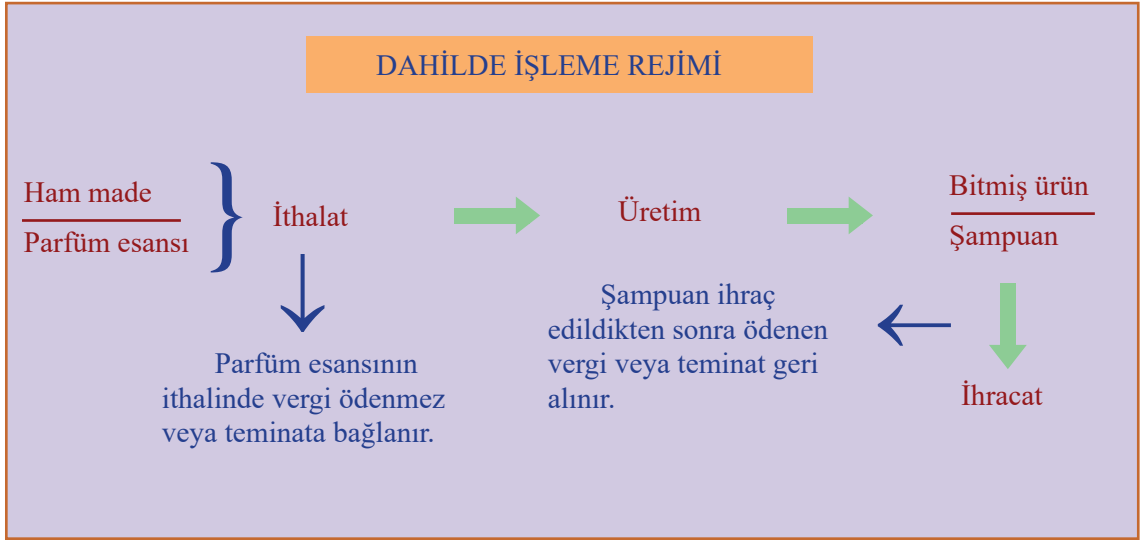 DAHİLDE İŞLEME REJİMİ
Ham made
Parfüm esansı
İthalat
Üretim
Bitmiş ürün
Şampuan
Parfüm esansının
ithalinde vergi ödenmez
veya teminata bağlanır.
Şampuan ihraç
edildikten sonra ödenen
vergi veya teminat geri
alınır.
İhracat